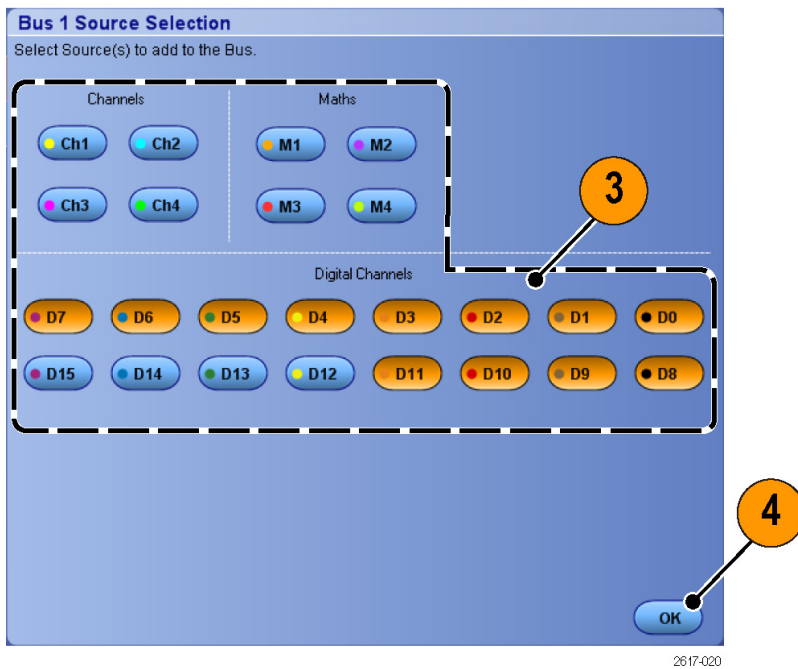 Bus 1 Source Selection
Select Source(s) to add to the Bus.
Channels Maths
Ch1 Ch2 M1 M2
3
Ch3 Ch4 M3 M4
Digital Channels
D7 D6 D5 D4 D3 D2 D1 D0
D15 D14 D13 D12 D11 D10 D9 D8
4
OK
2617-020